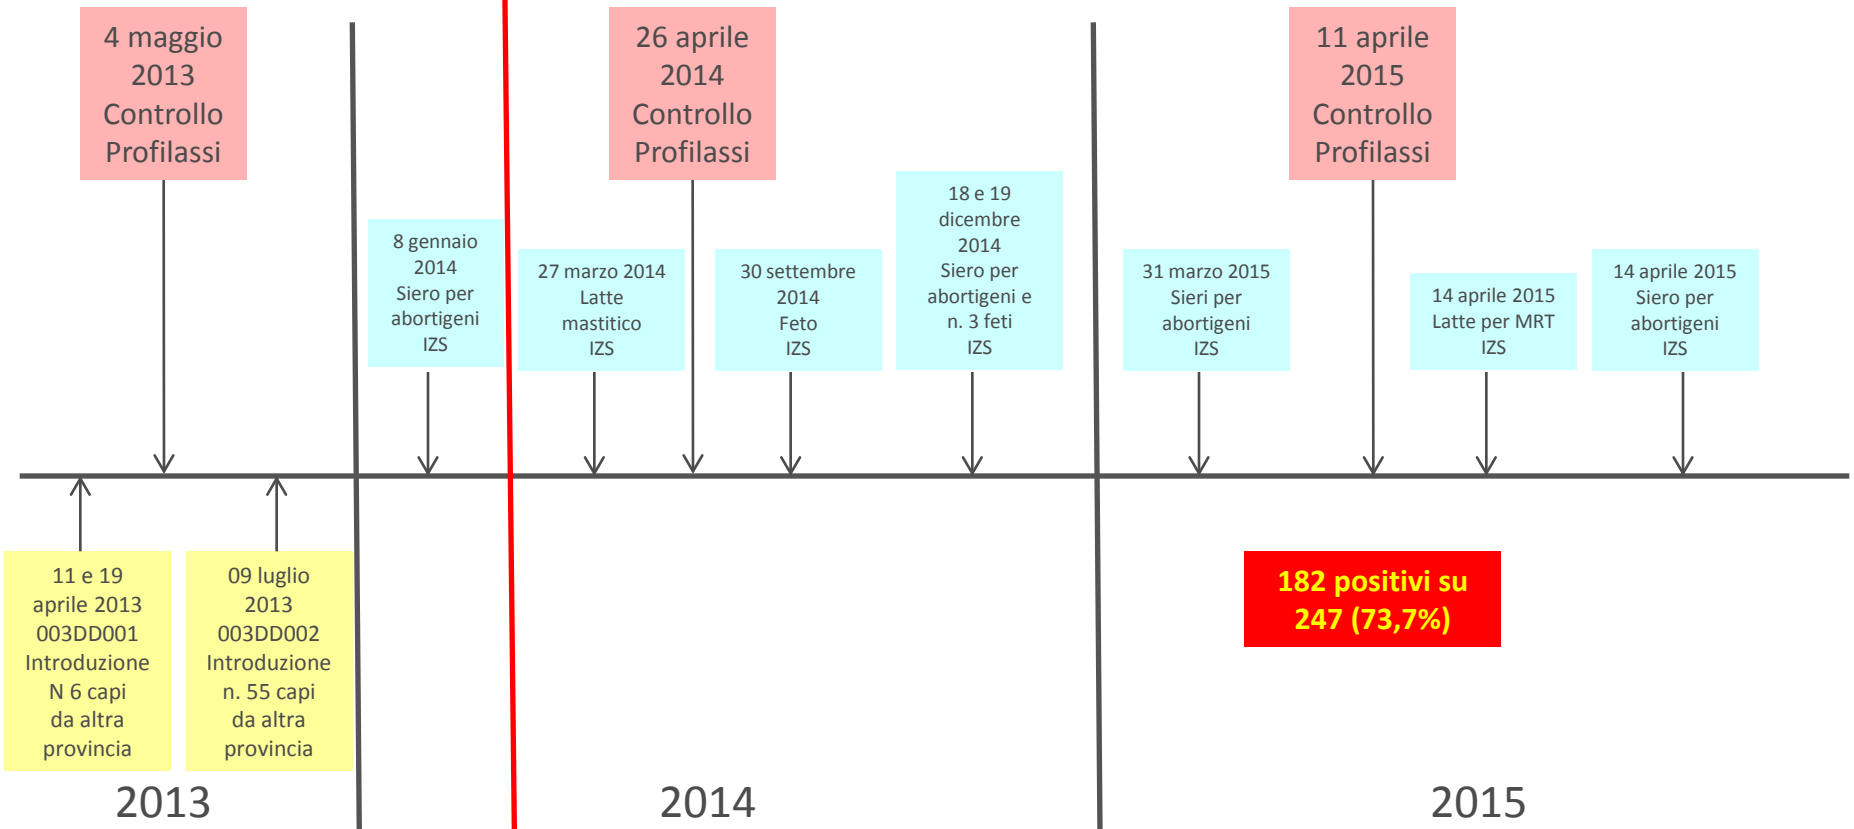 4 maggio
2013
Controllo
Profilassi
26 aprile
2014
Controllo
Profilassi
11 aprile
2015
Controllo
Profilassi
8 gennaio
2014
Siero per
abortigeni
IZS
27 marzo 2014
Latte
mastitico
IZS
30 settembre
2014
Feto
IZS
18 e 19
dicembre
2014
Siero per
abortigeni e
n. 3 feti
IZS
31 marzo 2015
Sieri per
abortigeni
IZS
14 aprile 2015
Latte per MRT
IZS
14 aprile 2015
Siero per
abortigeni
IZS
11 e 19
aprile 2013
003DD001
Introduzione
N 6 capi
da altra
provincia
09 luglio
2013
003DD002
Introduzione
n. 55 capi
da altra
provincia
182 positivi su
247 (73,7%)
2013
2014
2015